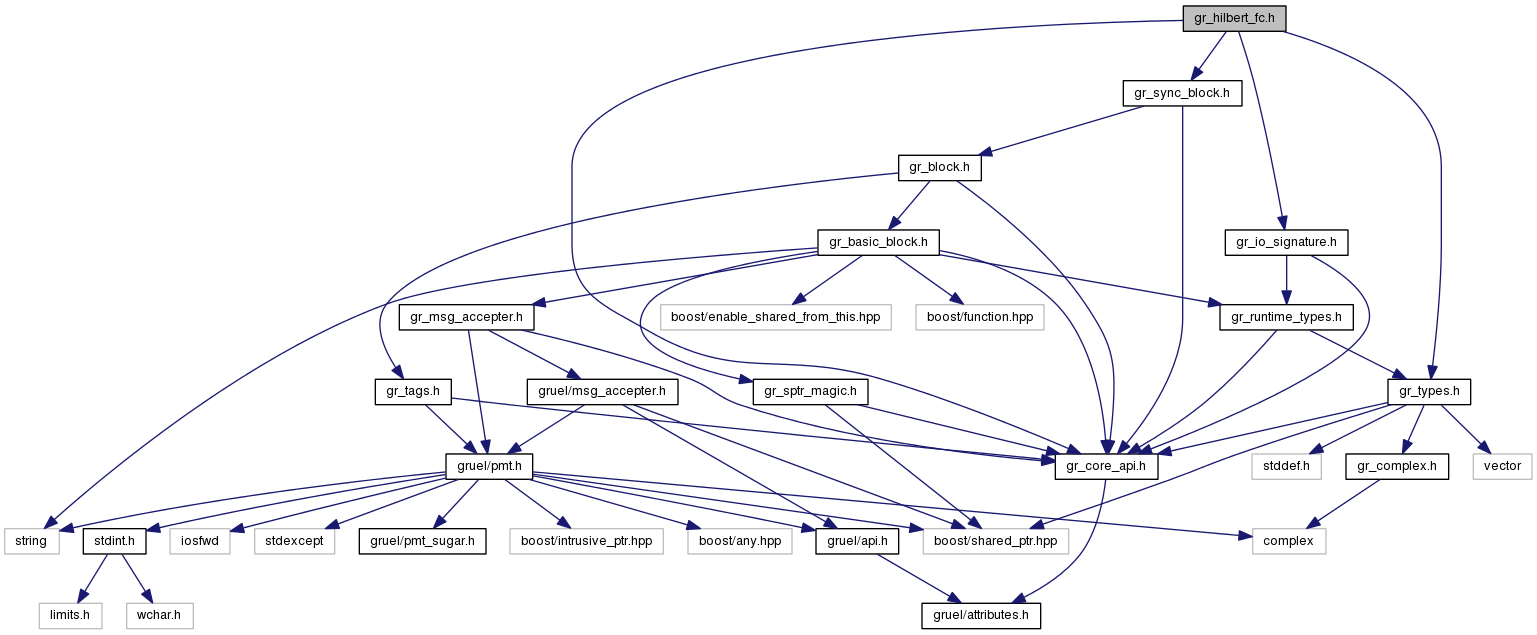 gr_hilbert_fc.h
gr_sync_block.h
gr_block.h
gr_basic_block.h
gr_io_signature.h
gr_msg_accepter.h
boost/enable_shared_from_this.hpp
boost/function.hpp
gr_runtime_types.h
gr_tags.h
gruel/msg_accepter.h
gr_sptr_magic.h
gr_types.h
gruel/pmt.h
gr_core_api.h
stddef.h
gr_complex.h
vector
string
stdint.h
iosfwd
stdexcept
gruel/pmt_sugar.h
boost/intrusive_ptr.hpp
boost/any.hpp
gruel/api.h
boost/shared_ptr.hpp
complex
limits.h
wchar.h
gruel/attributes.h